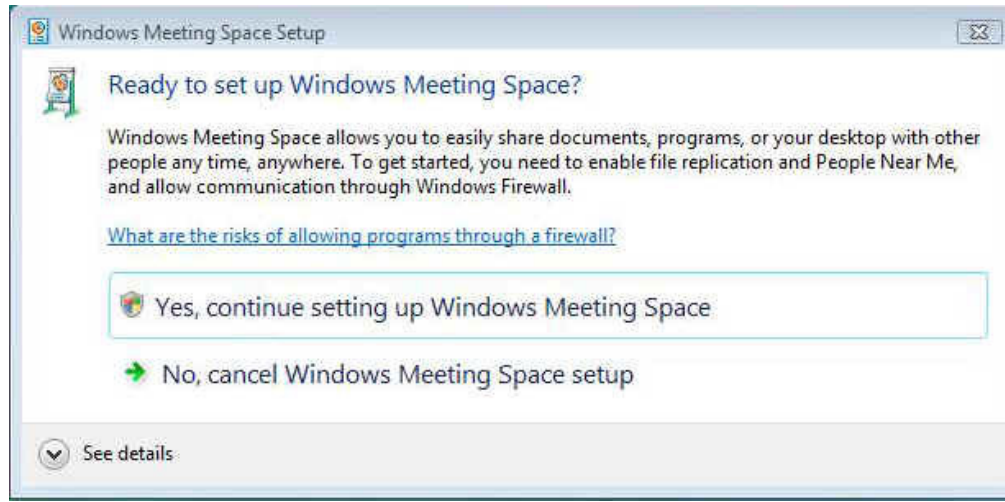 Windows Meeting Space Setup
Ready to set up Windows Meeting Space?
Windows Meeting Space allows you to easily share documents, programs, or your desktop with other
people any time, anywhere. To get started, you need to enable file replication and People Near Me,
and allow communication through Windows Firewall.
What are the risks of allowing programs through a firewall?
Yes, continue setting up Windows Meeting Space
No, cancel Windows Meeting Space setup
See details